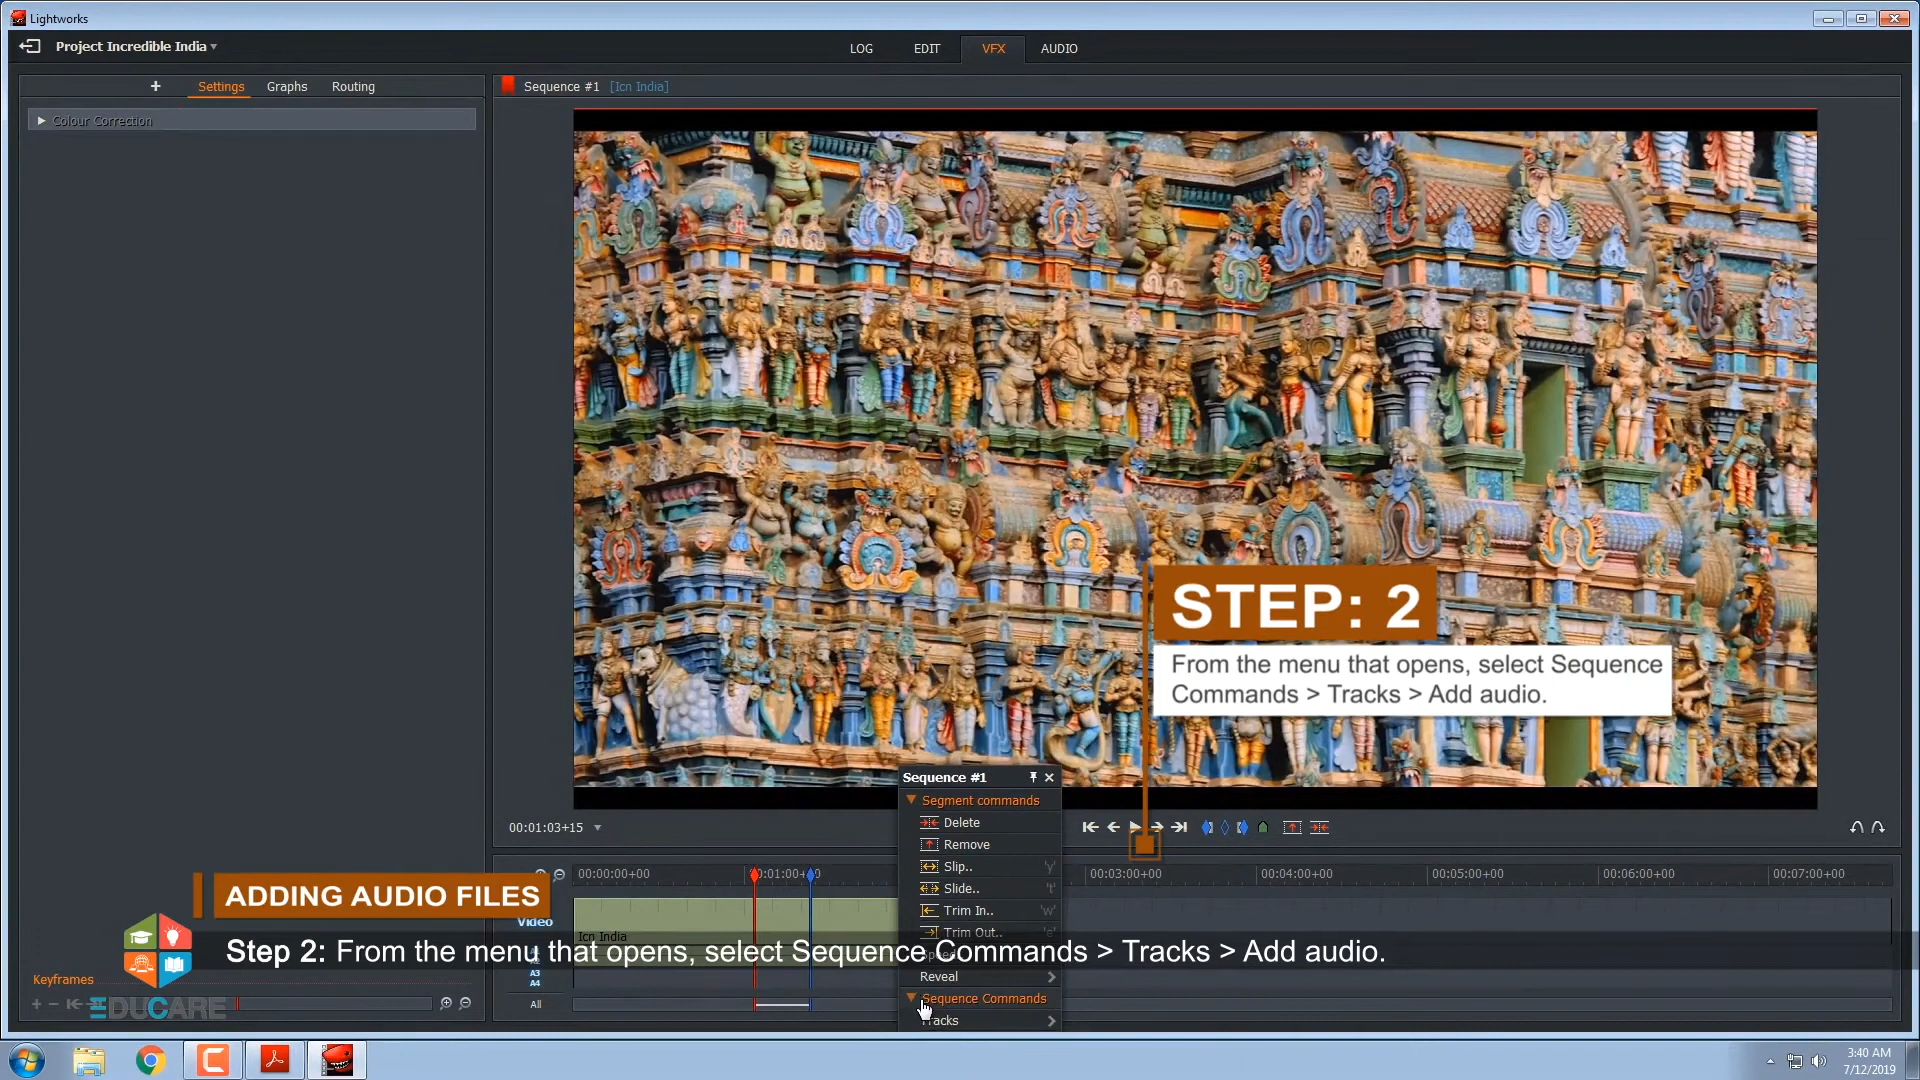 Lightworks
Project Incredible India
LOG EDIT VFX AUDIO
+ Settings Graphs Routing
Colour Correction
Sequence #1 [Icn India]
STEP: 2
From the menu that opens, select Sequence
Commands > Tracks > Add audio.
Sequence #1
Segment commands
Delete
Remove
Slip.. 'y'
Slide.. 't'
Trim In.. 'w'
Trim Out.. 'e'
Reveal
Sequence Commands
Tracks
00:01:03+15
00:00:00+00 00:03:00+00 00:04:00+00 00:05:00+00 00:06:00+00 00:07:00+00
ADDING AUDIO FILES
Video
Icn India
Step 2: From the menu that opens, select Sequence Commands > Tracks > Add audio.
A3
A4
All
Keyframes
EDUCARE
3:40 AM
7/12/2019